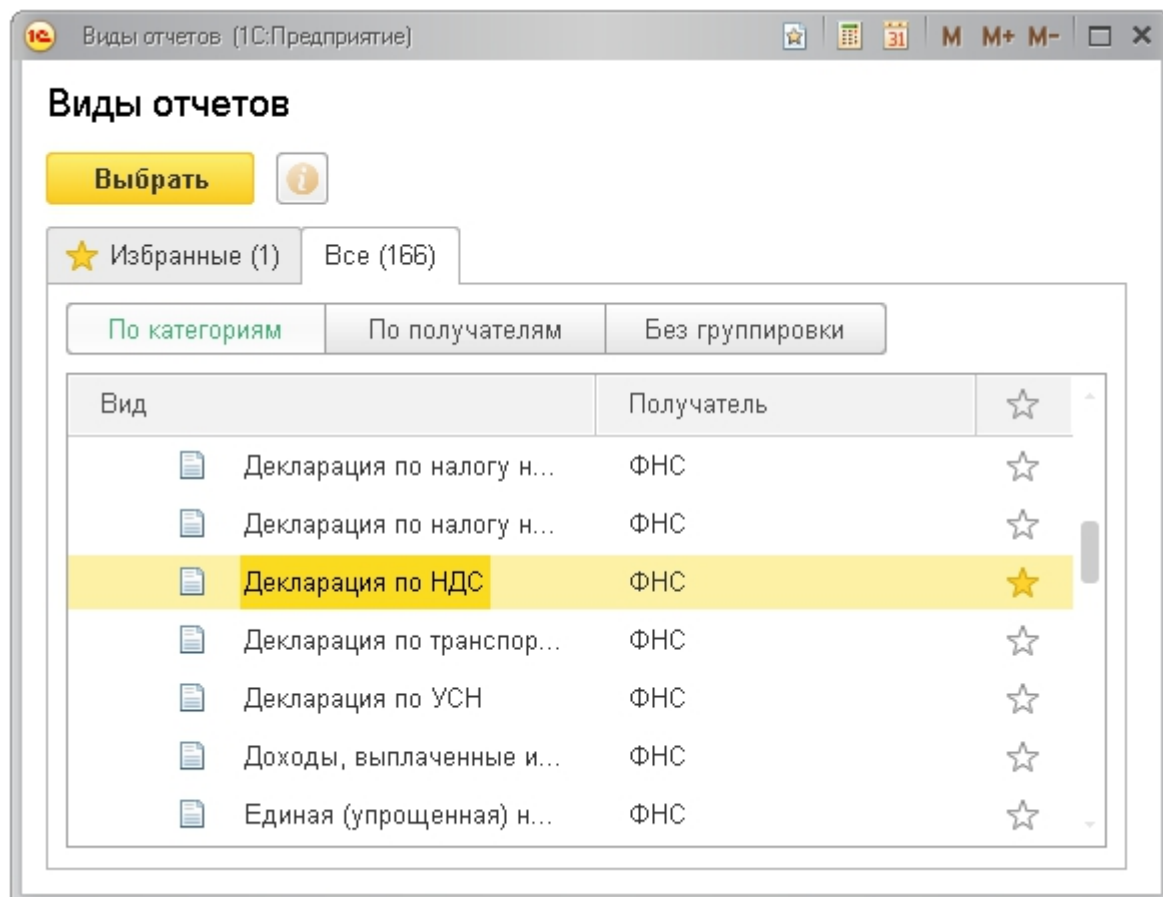 1С Виды отчетов (1С:Предприятие) 31 M M+ M-
Виды отчетов
Выбрать i
Избранные (1) Все (166)
По категориям По получателям Без группировки
Вид Получатель
Декларация по налогу н... ФНС
Декларация по налогу н... ФНС
Декларация по НДС ФНС
Декларация по транспор... ФНС
Декларация по УСН ФНС
Доходы, выплаченные и... ФНС
Единая (упрощенная) н... ФНС